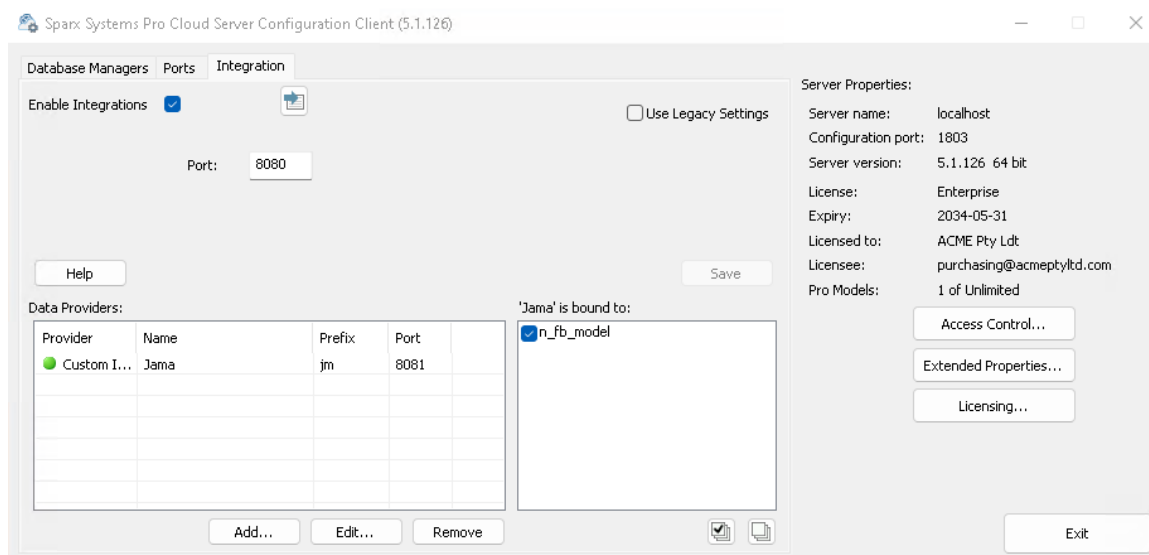 Sparx Systems Pro Cloud Server Configuration Client (5.1.126)
Database Managers Ports Integration
Enable Integrations
Use Legacy Settings
Port: 8080
Help
Save
Data Providers:
Provider Name Prefix Port
Custom I... Jama jm 8081
Add... Edit... Remove
'Jama' is bound to:
n_fb_model
Server Properties:
Server name: localhost
Configuration port: 1803
Server version: 5.1.126 64 bit
License: Enterprise
Expiry: 2034-05-31
Licensed to: ACME Pty Ldt
Licensee: purchasing@acmeptyltd.com
Pro Models: 1 of Unlimited
Access Control...
Extended Properties...
Licensing...
Exit